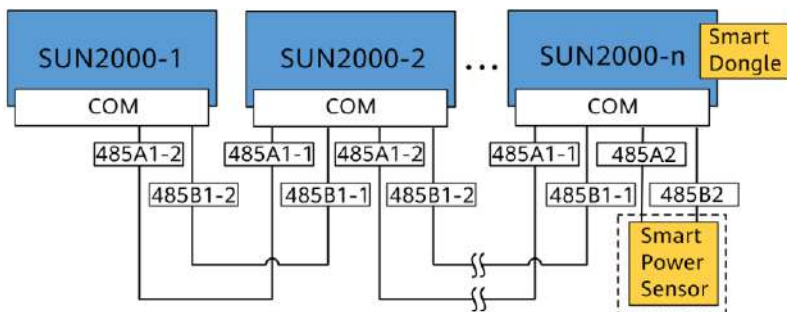 SUN2000-1
SUN2000-2
...
SUN2000-n
Smart
Dongle
COM
COM
COM
485A1-2
485A1-1
485A1-2
485A1-1
485A2
485B1-2
485B1-1
485B1-2
485B1-1
485B2
Smart
Power
Sensor